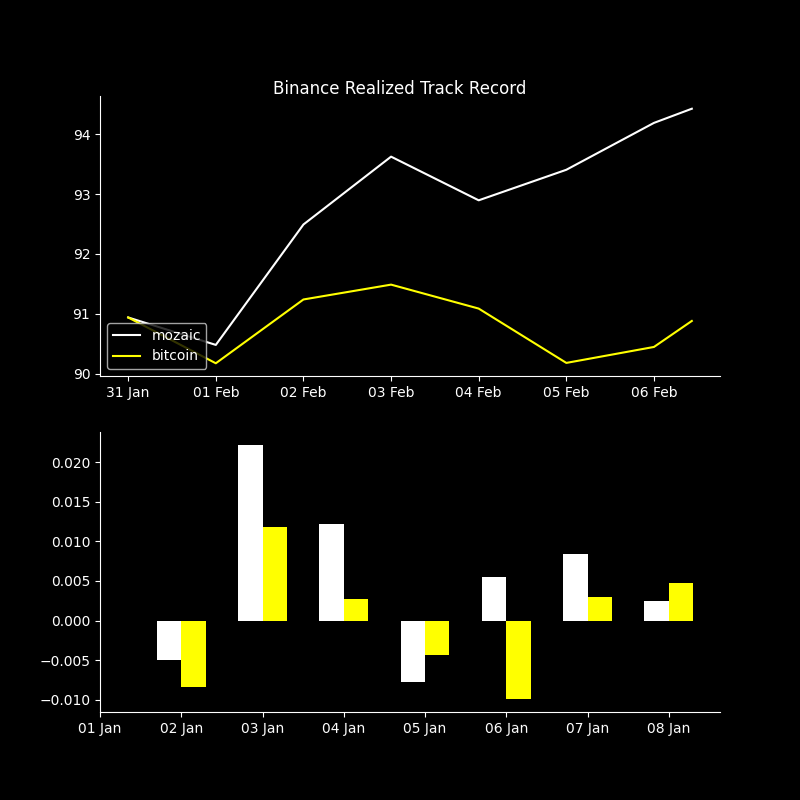 Binance Realized Track Record
94
93
92
91
90
mozaic
bitcoin
31 Jan 01 Feb 02 Feb 03 Feb 04 Feb 05 Feb 06 Feb
0.020
0.015
0.010
0.005
0.000
−0.005
−0.010
01 Jan 02 Jan 03 Jan 04 Jan 05 Jan 06 Jan 07 Jan 08 Jan